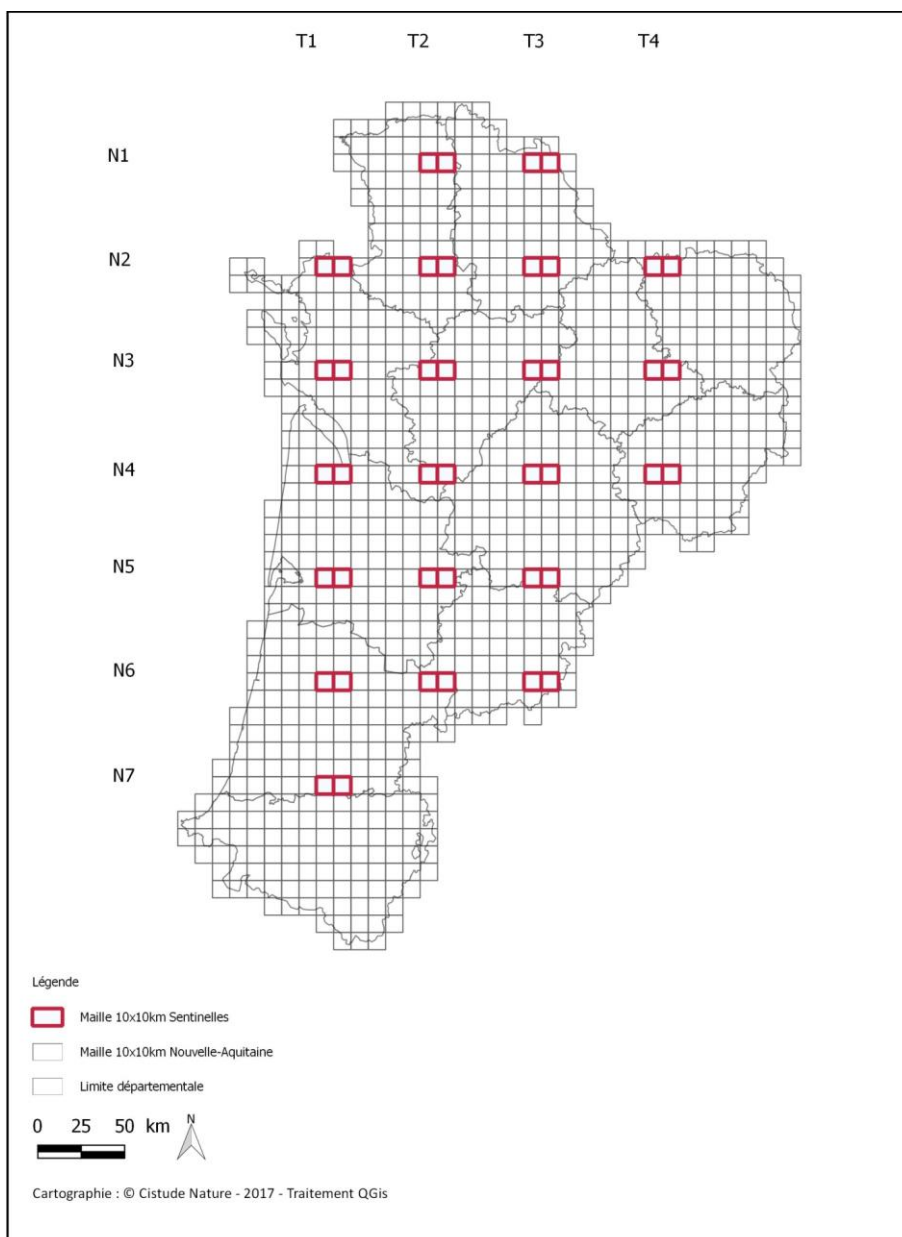 T1 T2 T3 T4
N1
N2
N3
N4
N5
N6
N7
Légende
Maille 10x10km Sentinelles
Maille 10x10km Nouvelle-Aquitaine
Limite départementale
0 25 50 km
N
Cartographie : © Cistude Nature - 2017 - Traitement QGis